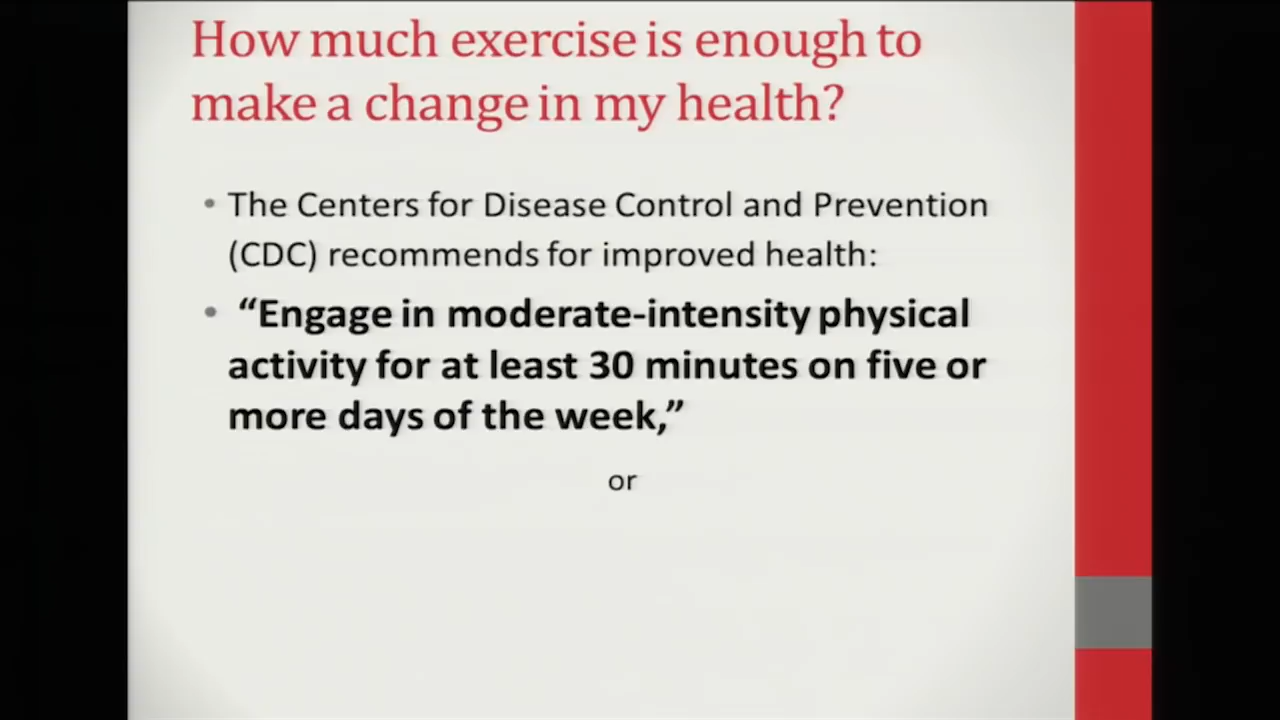 How much exercise is enough to
make a change in my health?
• The Centers for Disease Control and Prevention
(CDC) recommends for improved health:
• “Engage in moderate-intensity physical
activity for at least 30 minutes on five or
more days of the week,”
or